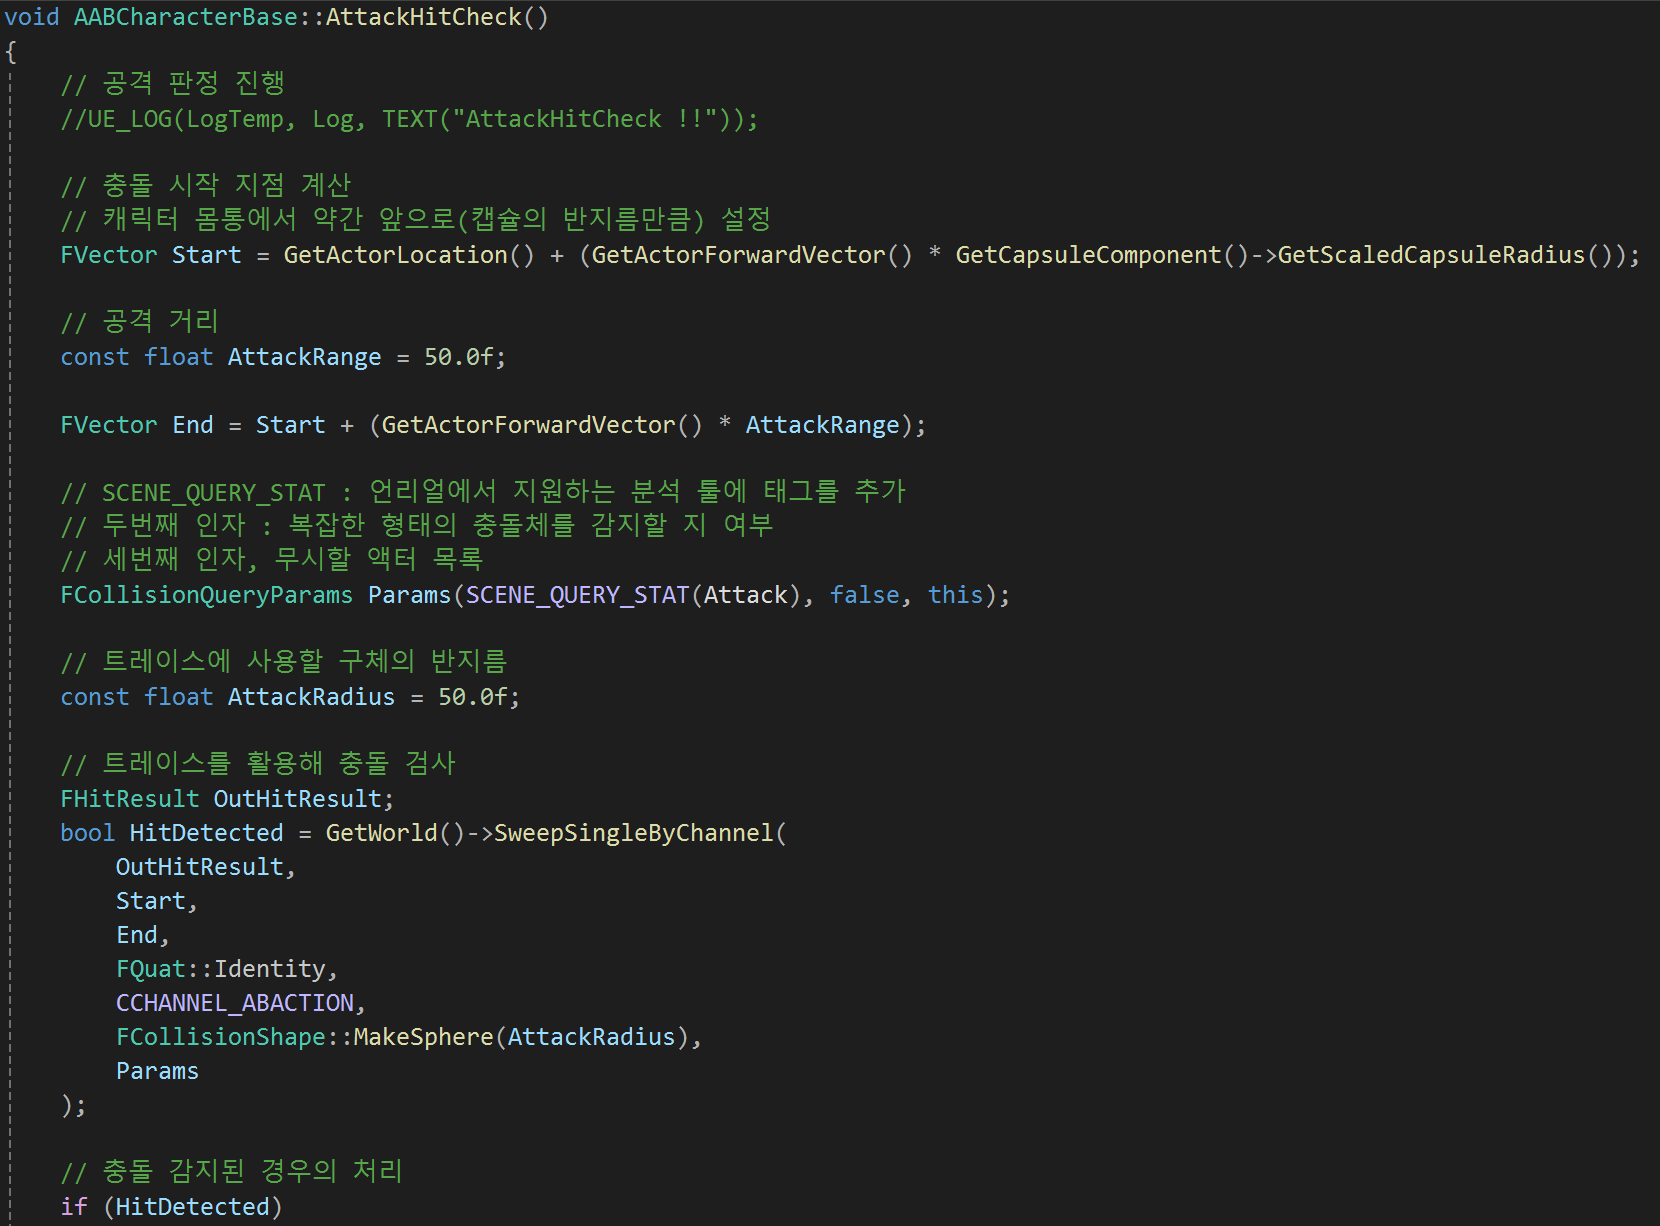 void AABCharacterBase::AttackHitCheck()
{
// 공격 판정 진행
//UE_LOG(LogTemp, Log, TEXT("AttackHitCheck !!"));
// 충돌 시작 지점 계산
// 캐릭터 몸통에서 약간 앞으로(캡슐의 반지름만큼) 설정
FVector Start = GetActorLocation() + (GetActorForwardVector() * GetCapsuleComponent()->GetScaledCapsuleRadius());
// 공격 거리
const float AttackRange = 50.0f;
FVector End = Start + (GetActorForwardVector() * AttackRange);
// SCENE_QUERY_STAT : 언리얼에서 지원하는 분석 툴에 태그를 추가
// 두번째 인자 : 복잡한 형태의 충돌체를 감지할 지 여부
// 세번째 인자, 무시할 액터 목록
FCollisionQueryParams Params(SCENE_QUERY_STAT(Attack), false, this);
// 트레이스에 사용할 구체의 반지름
const float AttackRadius = 50.0f;
// 트레이스를 활용해 충돌 검사
FHitResult OutHitResult;
bool HitDetected = GetWorld()->SweepSingleByChannel(
OutHitResult,
Start,
End,
FQuat::Identity,
CCHANNEL_ABACTION,
FCollisionShape::MakeSphere(AttackRadius),
Params
);
// 충돌 감지된 경우의 처리
if (HitDetected)